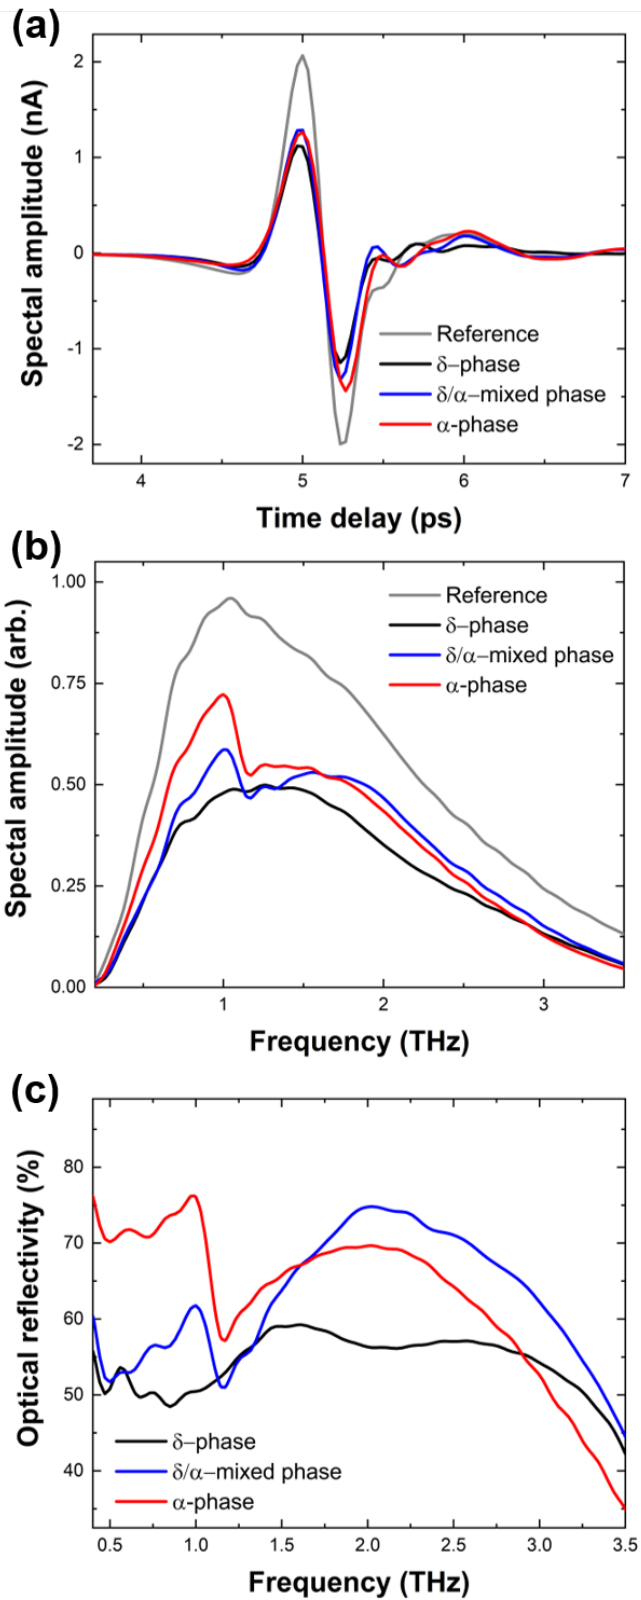 (a)
2
1
0
-1
-2
Spectal amplitude (nA)
Reference
δ−phase
δ/α−mixed phase
α-phase
4 5 6 7
Time delay (ps)
(b)
1.00
0.75
0.50
0.25
0.00
Spectal amplitude (arb.)
Reference
δ−phase
δ/α−mixed phase
α-phase
1 2 3
Frequency (THz)
(c)
80
70
60
50
40
Optical reflectivity (%)
δ−phase
δ/α−mixed phase
α-phase
0.5 1.0 1.5 2.0 2.5 3.0 3.5
Frequency (THz)